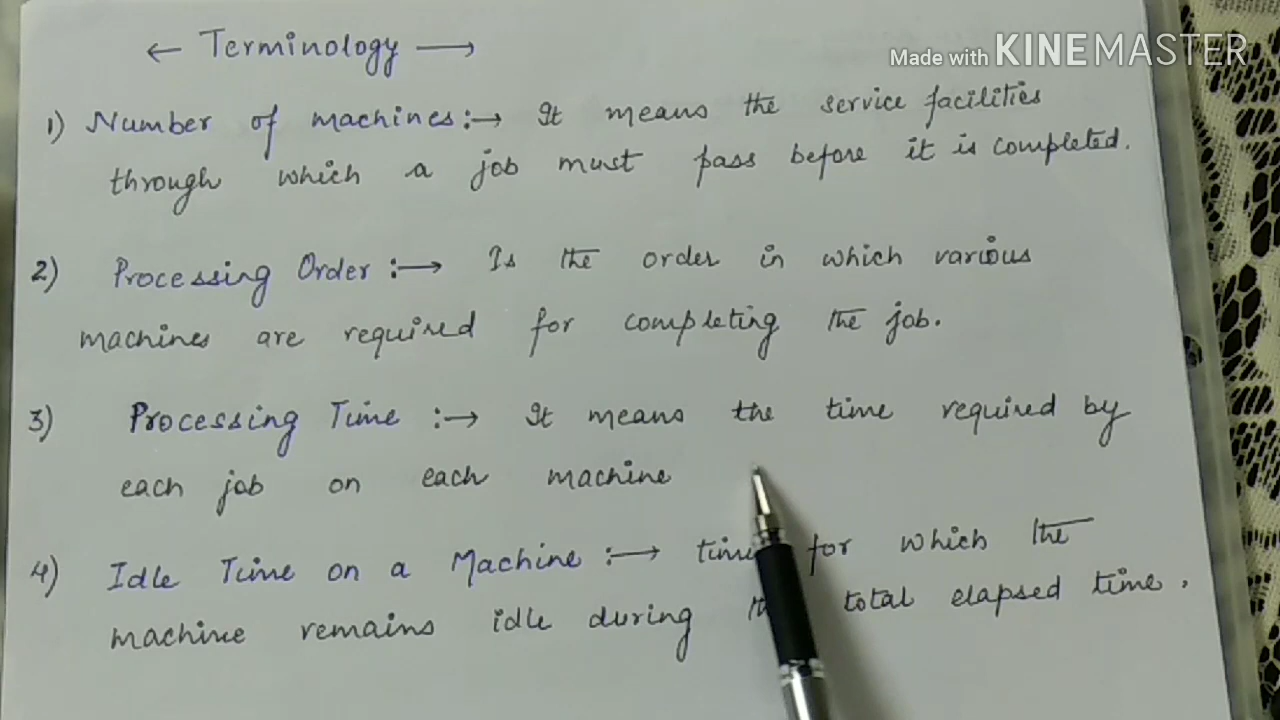 ← Terminology →
Made with KINEMASTER
1) Number of machines :→ It means the service facilities
through which a job must pass before it is completed.
2) Processing Order :→ Is the order in which various
machines are required for completing the job.
3) Processing Time :→ It means the time required by
each job on each machine
4) Idle Time on a Machine :→ time for which the
machine remains idle during total elapsed time.